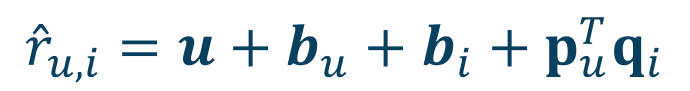 r̂_{u,i} = u + b_u + b_i + p_u^T q_i